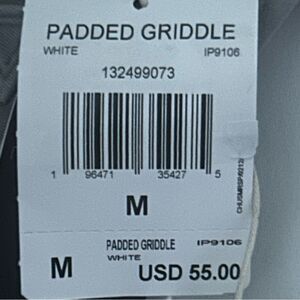 PADDED GRIDDLE
WHITE IP9106
132499073
1 96471 35427 5
M
PADDED GRIDDLE IP9106
WHITE
M USD 55.00